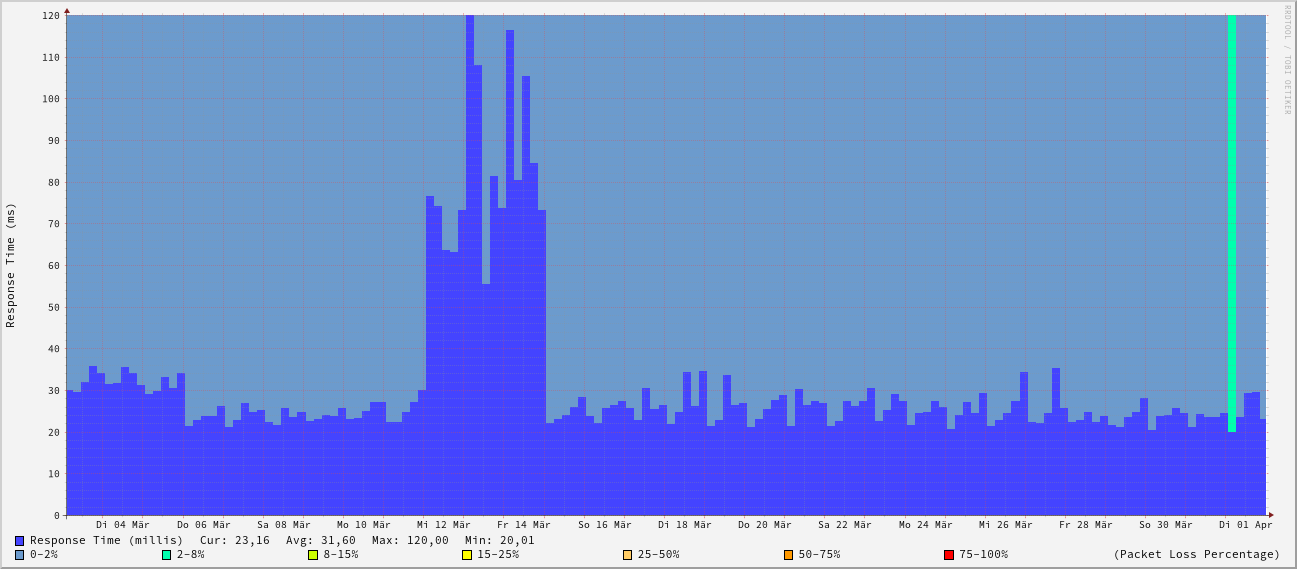 RRDTOOL / TOBI OETIKER
Response Time (ms)
120
110
100
90
80
70
60
50
40
30
20
10
0
Di 04 Mär Do 06 Mär Sa 08 Mär Mo 10 Mär Mi 12 Mär Fr 14 Mär So 16 Mär Di 18 Mär Do 20 Mär Sa 22 Mär Mo 24 Mär Mi 26 Mär Fr 28 Mär So 30 Mär Di 01 Apr
Response Time (millis) Cur: 23,16 Avg: 31,60 Max: 120,00 Min: 20,01
0-2% 2-8% 8-15% 15-25% 25-50% 50-75% 75-100% (Packet Loss Percentage)